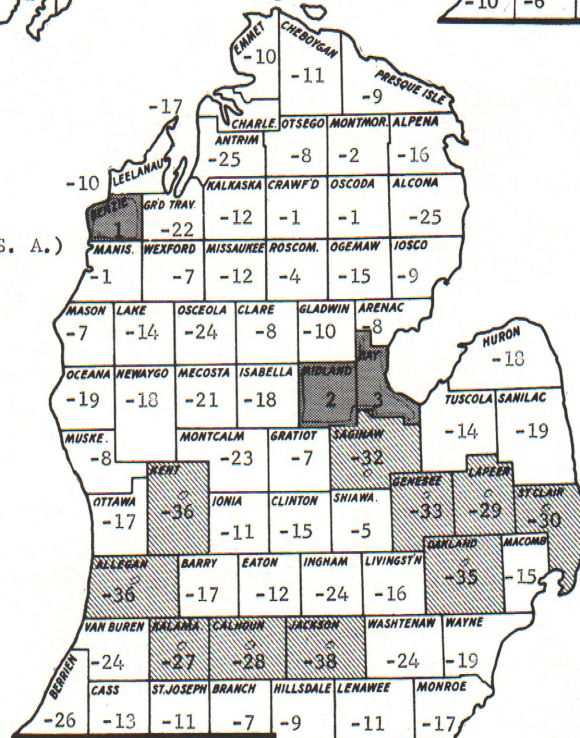 -10 -6
EMMET CHEBOYGAN
-10
-11
PRESQUE ISLE
-9
-17
CHARLE. OTSEGO MONTMOR. ALPENA
ANTRIM
-25 -8 -2 -16
LEELANAU
-10
KALKASKA CRAWF'D OSCODA ALCONA
BENZIE GR'D TRAV.
1 -22 -12 -1 -1 -25
S. A.)
MANIS. WEXFORD MISSAUKEE ROSCOM. OGEMAW IOSCO
-1 -7 -12 -4 -15 -9
MASON LAKE OSCEOLA CLARE GLADWIN ARENAC
-7 -14 -24 -8 -10 -8
HURON
-18
BAY
OCEANA NEWAYGO MECOSTA ISABELLA MIDLAND
-19 -18 -21 -18 2 3
TUSCOLA SANILAC
-14 -19
MUSKE. MONTCALM GRATIOT SAGINAW
-8 -23 -7 -32
KENT GENESEE LAPEER
OTTAWA -36 IONIA CLINTON SHIAWA. -33 -29 ST CLAIR
-17 -11 -15 -5 -30
OAKLAND MACOMB
ALLEGAN BARRY EATON INGHAM LIVINGST'N -35
-36 -17 -12 -24 -16 -15
VAN BUREN KALAMA. CALHOUN JACKSON WASHTENAW WAYNE
-24 -27 -28 -38 -24 -19
BERRIEN
CASS ST.JOSEPH BRANCH HILLSDALE LENAWEE MONROE
-26 -13 -11 -7 -9 -11 -17